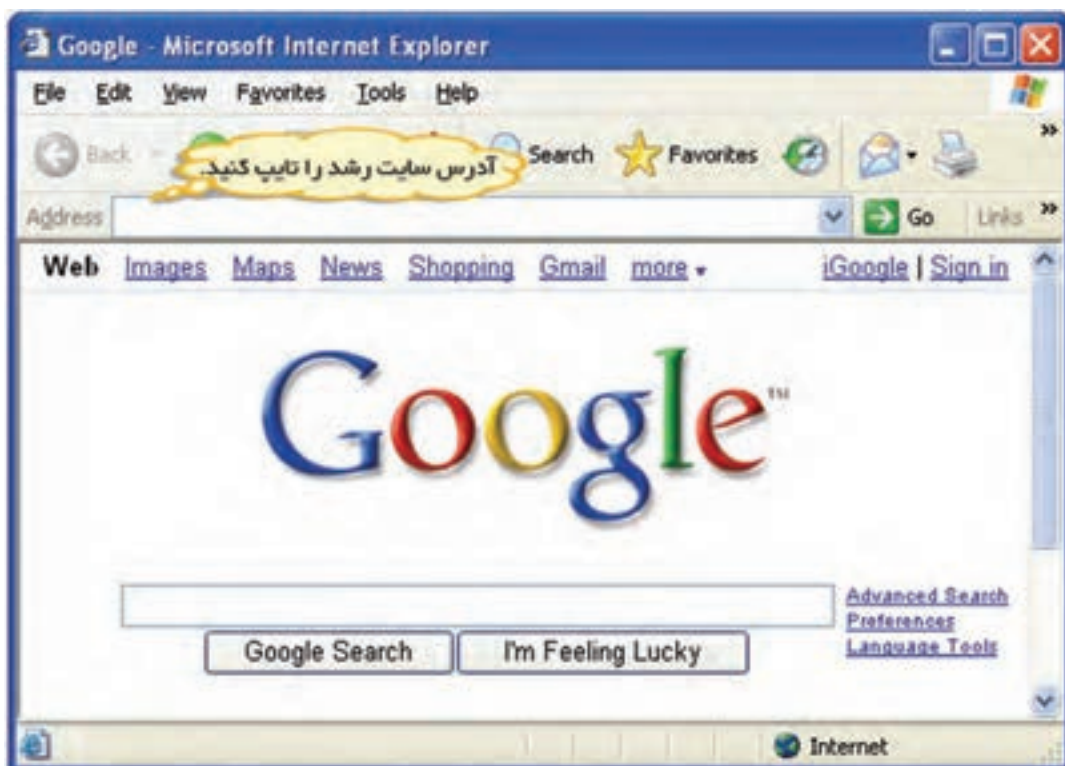 Google - Microsoft Internet Explorer
File Edit View Favorites Tools Help
Back Search Favorites »
آدرس سایت رشد را تایپ کنید.
Address Go Links »
Web Images Maps News Shopping Gmail more ▾ iGoogle | Sign in
Google™
Advanced Search
Preferences
Language Tools
Google Search I'm Feeling Lucky
Internet